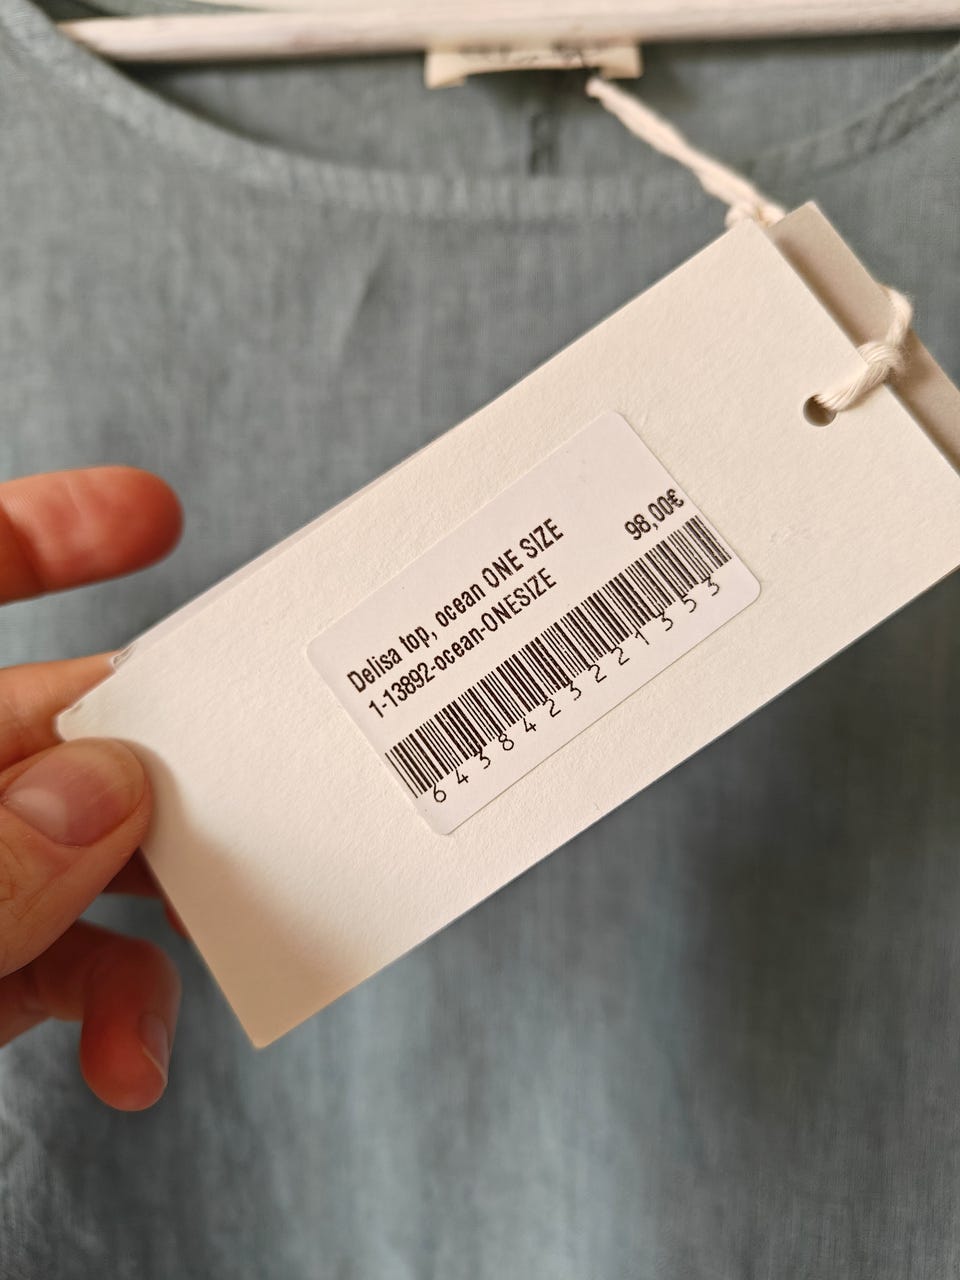 Delisa top, ocean ONE SIZE
1-13892-ocean-ONESIZE
98,00€
6438423221353